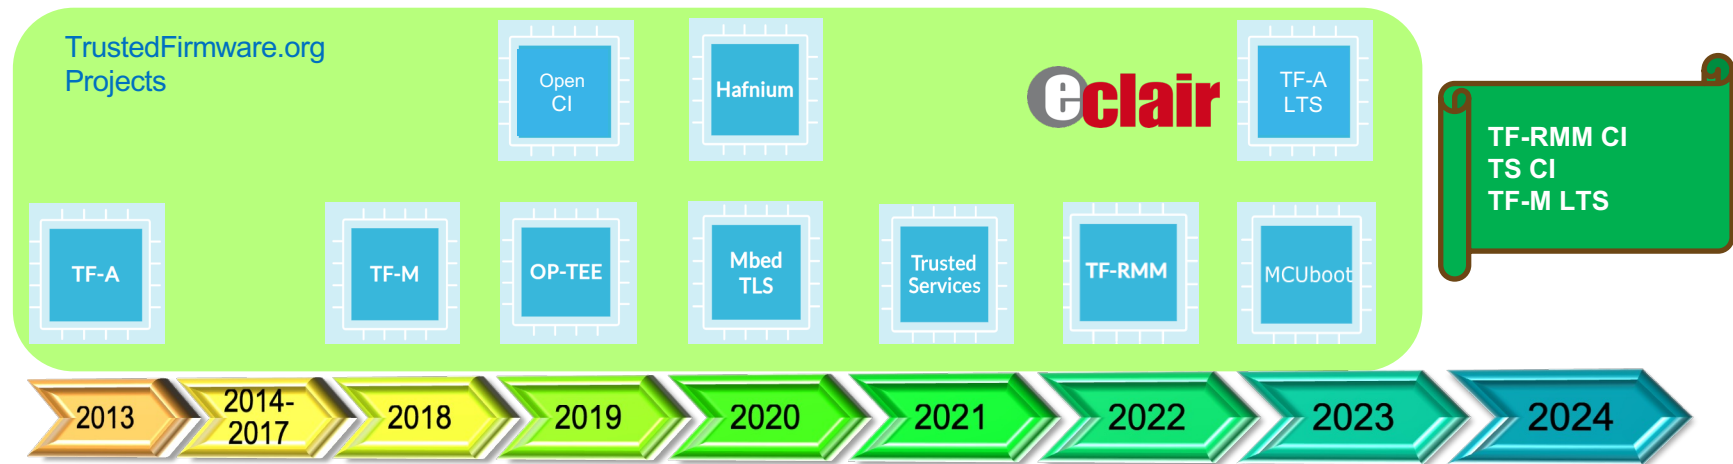 TrustedFirmware.org
Projects
Open
CI
Hafnium
eclair
TF-A
LTS
TF-RMM CI
TS CI
TF-M LTS
TF-A
TF-M
OP-TEE
Mbed
TLS
Trusted
Services
TF-RMM
MCUboot
2013
2014-
2017
2018
2019
2020
2021
2022
2023
2024